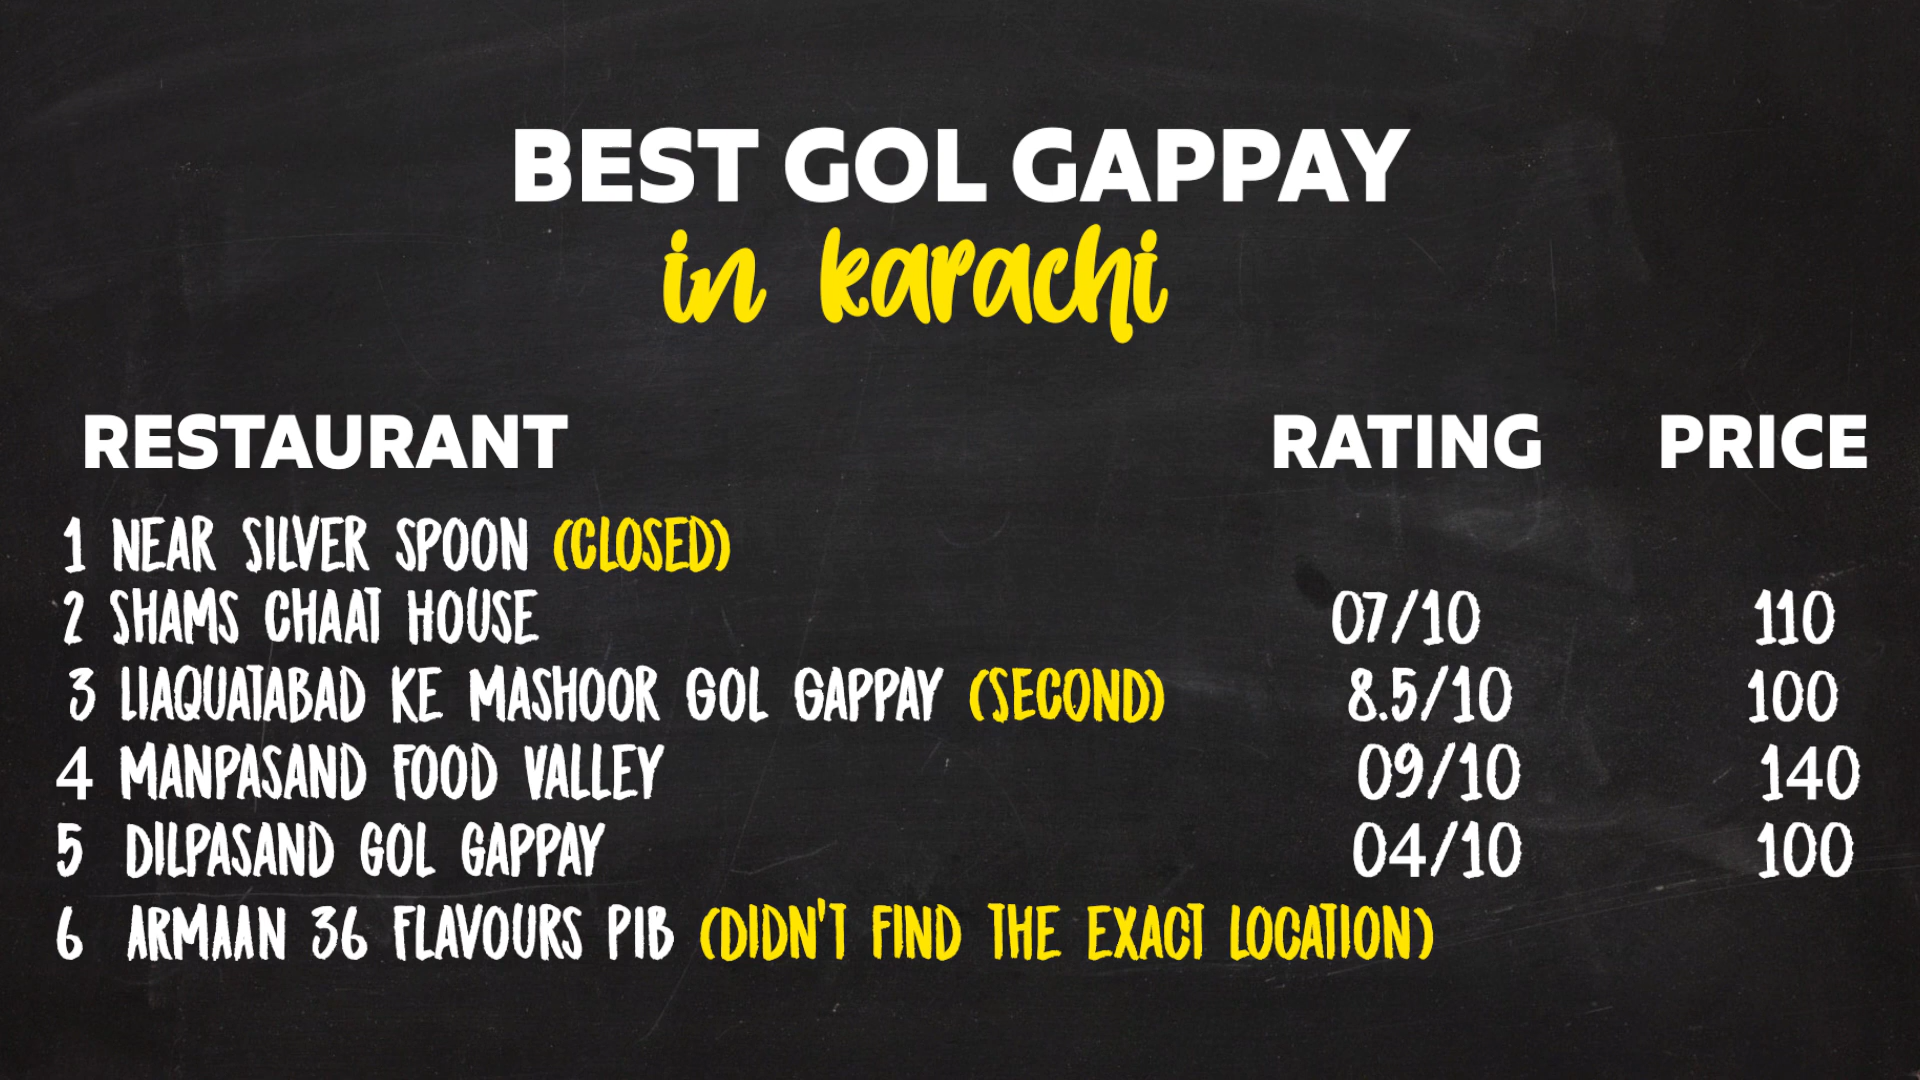 BEST GOL GAPPAY
in karachi
RESTAURANT RATING PRICE
1 NEAR SILVER SPOON (CLOSED)
2 SHAMS CHAAT HOUSE 07/10 110
3 LIAQUATABAD KE MASHOOR GOL GAPPAY (SECOND) 8.5/10 100
4 MANPASAND FOOD VALLEY 09/10 140
5 DILPASAND GOL GAPPAY 04/10 100
6 ARMAAN 36 FLAVOURS PIB (DIDN'T FIND THE EXACT LOCATION)